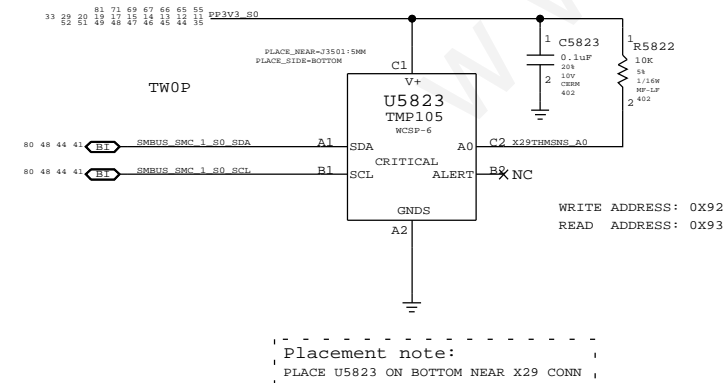 81 71 69 67 66 65 55
33 29 20 19 17 15 14 13 12 11 PP3V3_S0
52 51 49 48 47 46 45 44 35
PLACE_NEAR=J3501:5MM
PLACE_SIDE=BOTTOM
TW0P
C1
V+
U5823
TMP105
WCSP-6
1 C5823
0.1uF
20%
10V
2 CERM
402
1 R5822
10K
5%
1/16W
MF-LF
2 402
80 48 44 41 BI SMBUS_SMC_1_S0_SDA A1 SDA A0 C2 X29THMSNS_A0
CRITICAL
80 48 44 41 BI SMBUS_SMC_1_S0_SCL B1 SCL ALERT B2 NC
GNDS
A2
WRITE ADDRESS: 0X92
READ ADDRESS: 0X93
Placement note:
PLACE U5823 ON BOTTOM NEAR X29 CONN